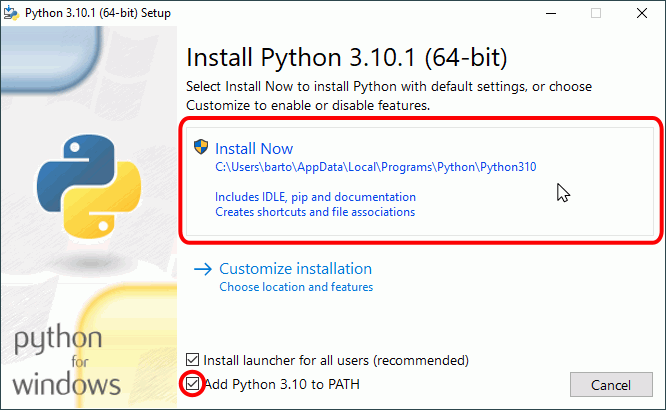 Python 3.10.1 (64-bit) Setup
Install Python 3.10.1 (64-bit)
Select Install Now to install Python with default settings, or choose
Customize to enable or disable features.
Install Now
C:\Users\barto\AppData\Local\Programs\Python\Python310
Includes IDLE, pip and documentation
Creates shortcuts and file associations
Customize installation
Choose location and features
python
for
windows
Install launcher for all users (recommended)
Add Python 3.10 to PATH
Cancel